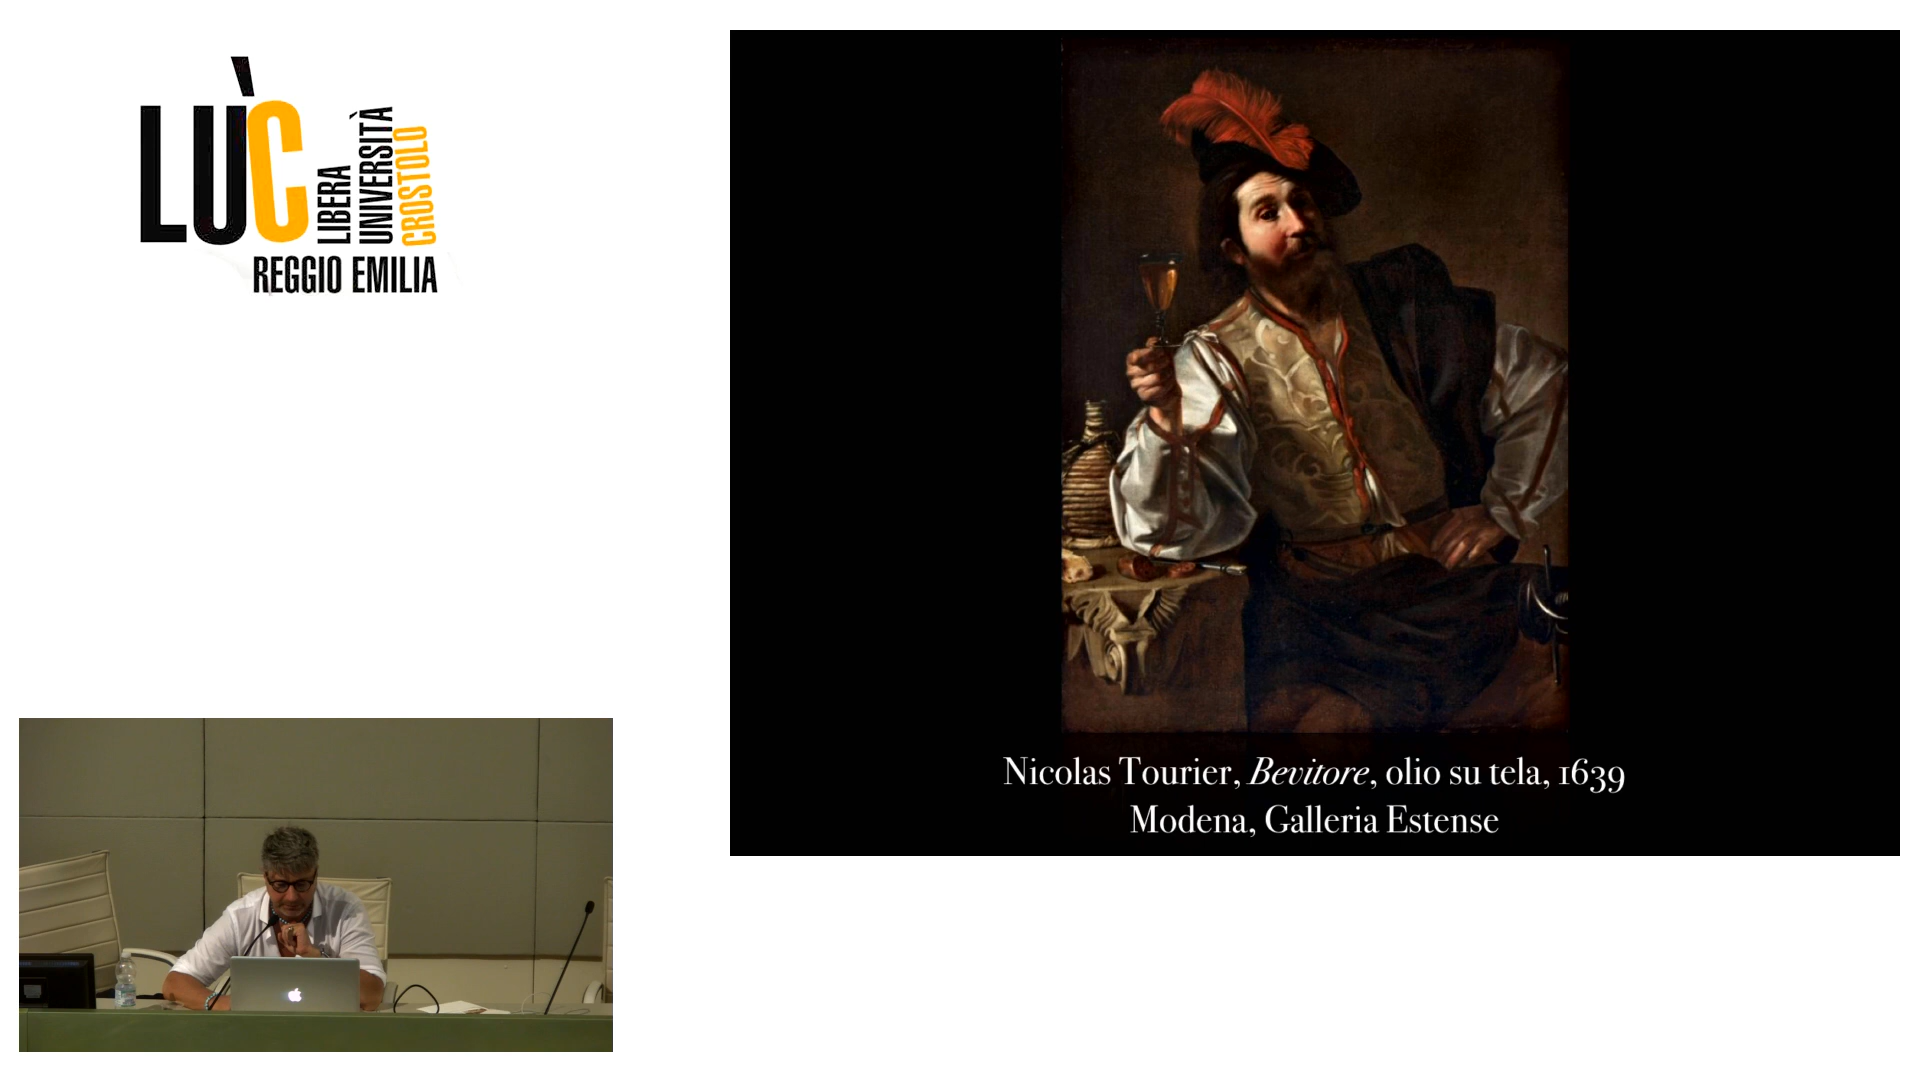 LÙC
LIBERA
UNIVERSITÀ
CROSTOLO
REGGIO EMILIA
Nicolas Tourier, Bevitore, olio su tela, 1639
Modena, Galleria Estense